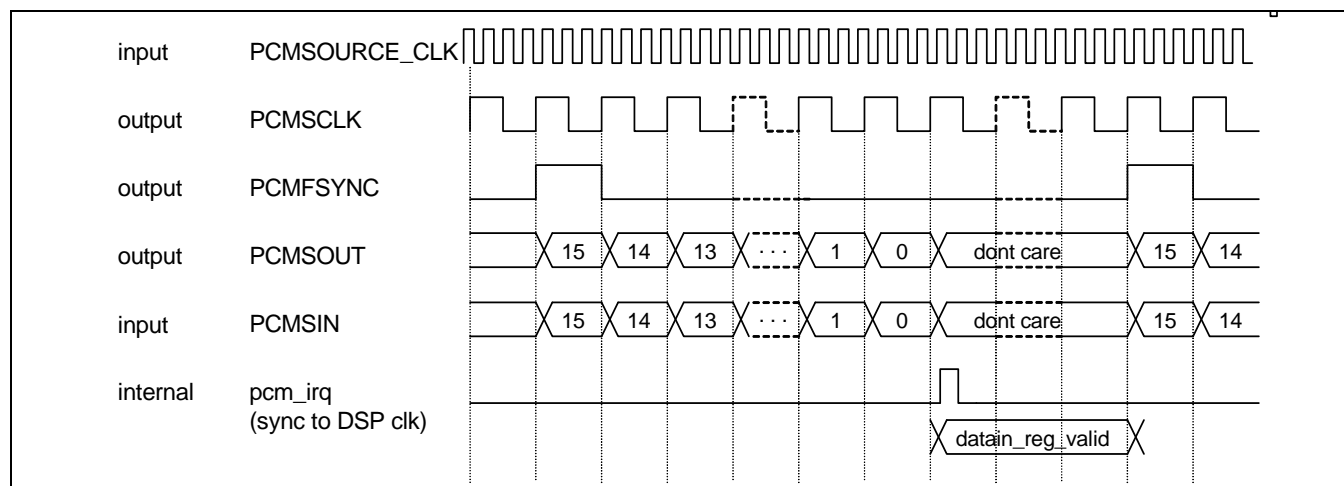 input PCMSOURCE_CLK
output PCMSCLK
output PCMFSYNC
output PCMSOUT 15 14 13 · · · 1 0 dont care 15 14
input PCMSIN 15 14 13 · · · 1 0 dont care 15 14
internal pcm_irq
(sync to DSP clk)
datain_reg_valid